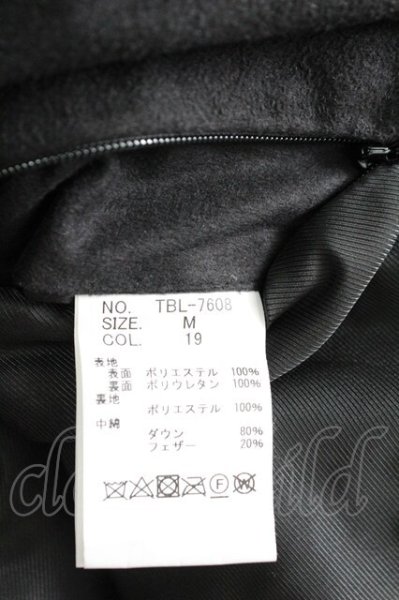 NO. TBL-7608
SIZE. M
COL. 19
表地
表面 ポリエステル 100%
裏面 ポリウレタン 100%
裏地
ポリエステル 100%
中綿
ダウン 80%
フェザー 20%